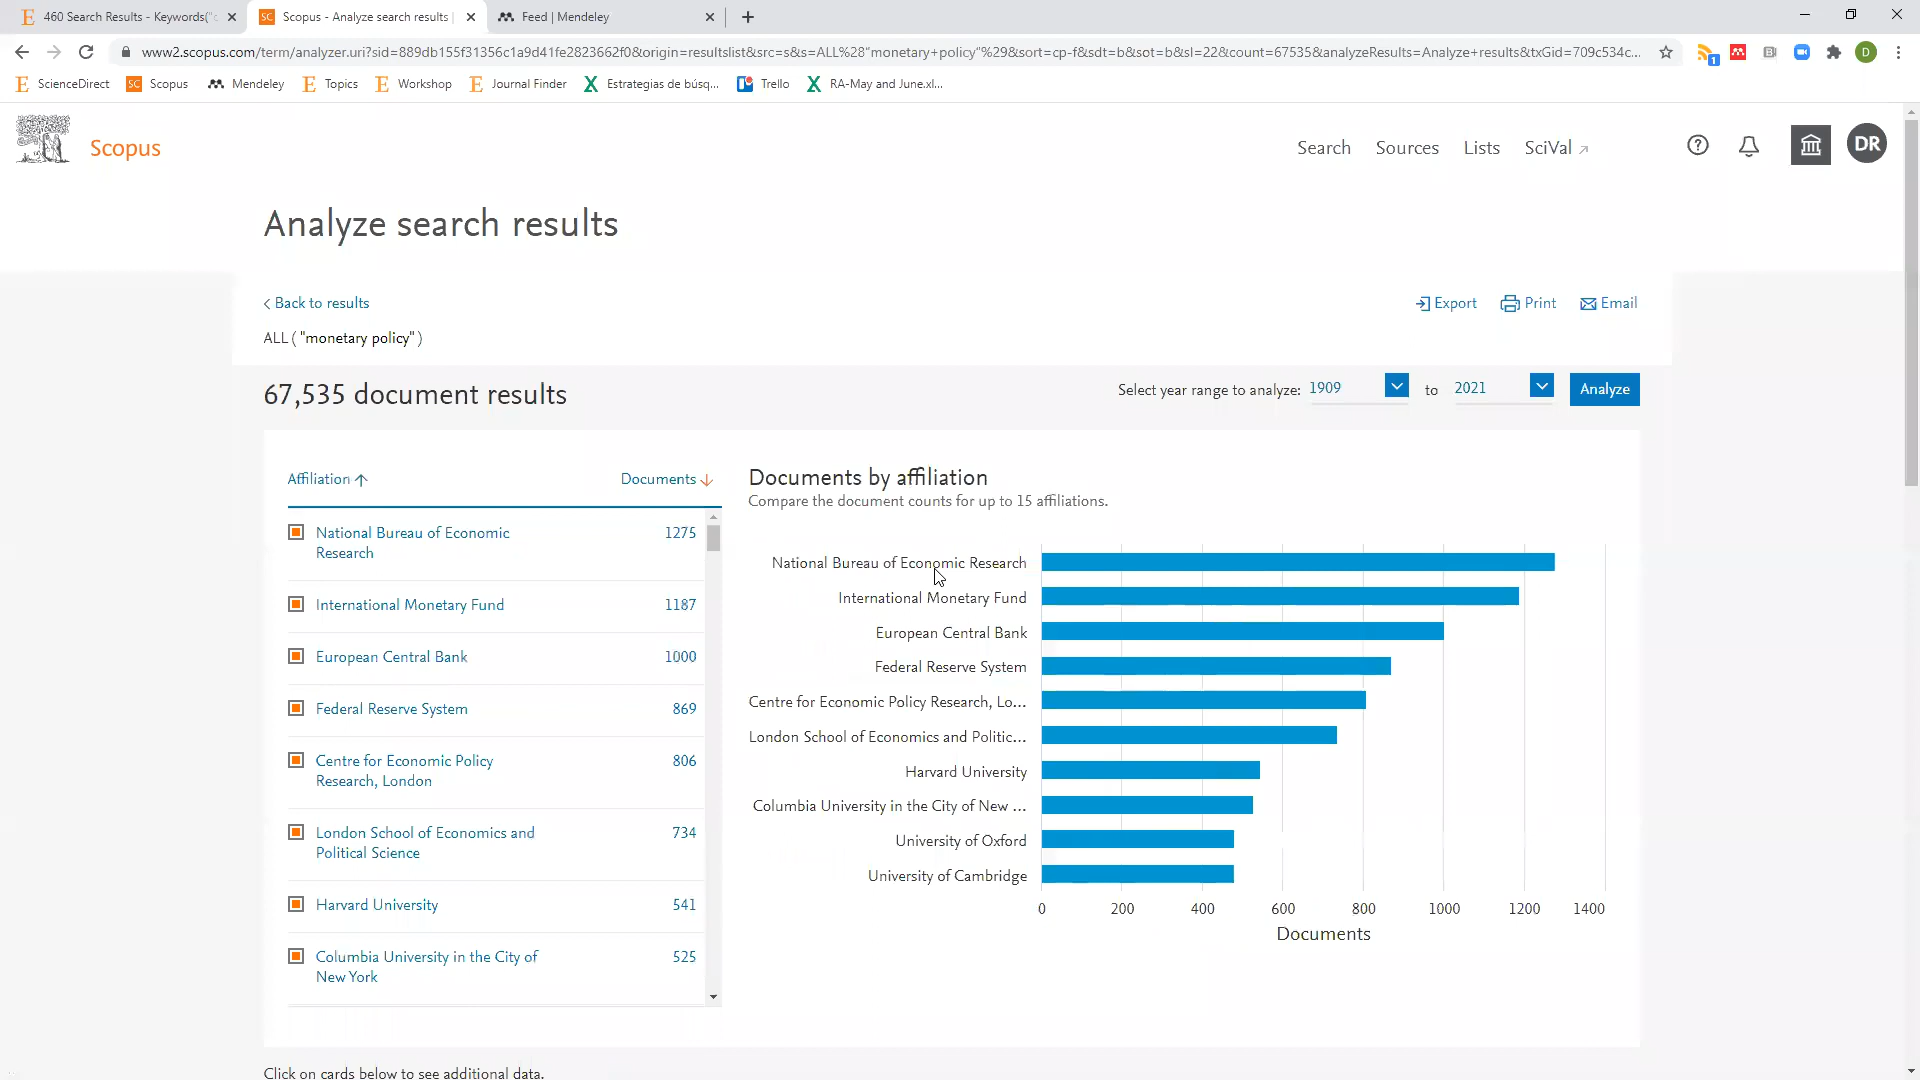 460 Search Results - Keywords("c
Scopus - Analyze search results |
Feed | Mendeley
www2.scopus.com/term/analyzer.uri?sid=889db155f31356c1a9d41fe2823662f0&origin=resultslist&src=s&s=ALL%28"monetary+policy"%29&sort=cp-f&sdt=b&sot=b&sl=22&count=67535&analyzeResults=Analyze+results&txGid=709c534c...
D
ScienceDirect
Scopus
Mendeley
Topics
Workshop
Journal Finder
Estrategias de búsq...
Trello
RA-May and June.xl...
Scopus
Search
Sources
Lists
SciVal
DR
Analyze search results
Back to results
Export
Print
Email
ALL ( "monetary policy" )
67,535 document results
Select year range to analyze: 1909 to 2021
Analyze
Affiliation
Documents
National Bureau of Economic
Research
1275
International Monetary Fund
1187
European Central Bank
1000
Federal Reserve System
869
Centre for Economic Policy
Research, London
806
London School of Economics and
Political Science
734
Harvard University
541
Columbia University in the City of
New York
525
Documents by affiliation
Compare the document counts for up to 15 affiliations.
National Bureau of Economic Research
International Monetary Fund
European Central Bank
Federal Reserve System
Centre for Economic Policy Research, Lo...
London School of Economics and Politic...
Harvard University
Columbia University in the City of New ...
University of Oxford
University of Cambridge
0 200 400 600 800 1000 1200 1400
Documents
Click on cards below to see additional data.